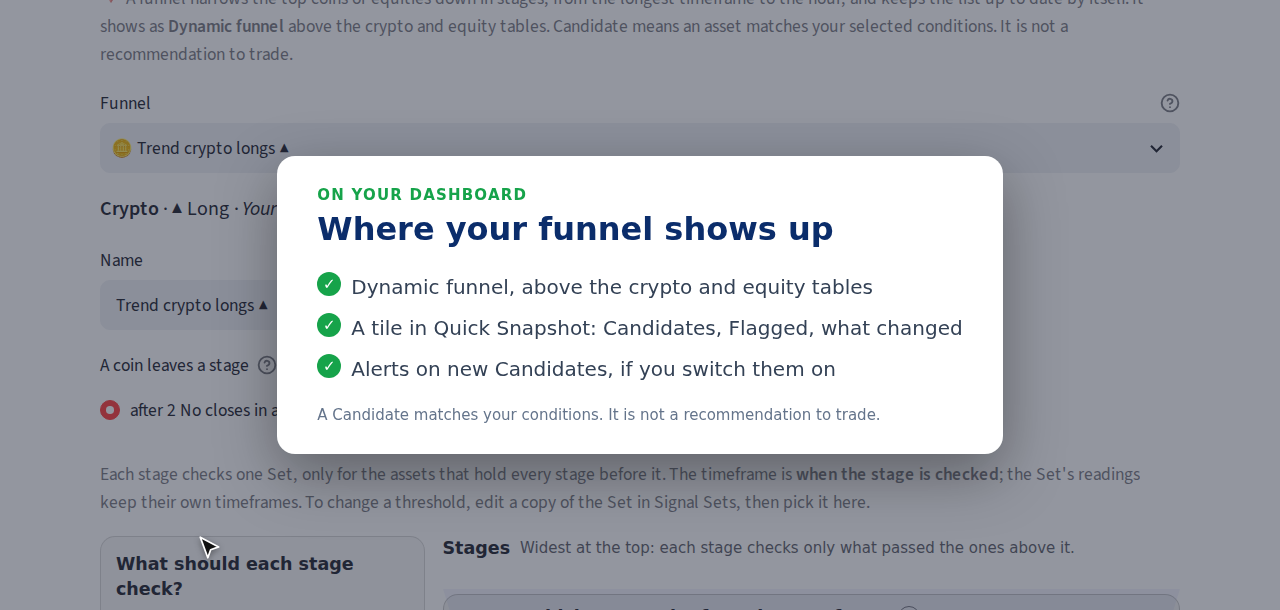 A funnel narrows the top coins or equities down in stages, from the longest timeframe to the hour, and keeps the list up to date by itself. It
shows as Dynamic funnel above the crypto and equity tables. Candidate means an asset matches your selected conditions. It is not a
recommendation to trade.
Funnel
Trend crypto longs ▲
ON YOUR DASHBOARD
Where your funnel shows up
Crypto · ▲ Long · Your
Dynamic funnel, above the crypto and equity tables
Name
A tile in Quick Snapshot: Candidates, Flagged, what changed
Trend crypto longs ▲
Alerts on new Candidates, if you switch them on
A coin leaves a stage
A Candidate matches your conditions. It is not a recommendation to trade.
after 2 No closes in a
Each stage checks one Set, only for the assets that hold every stage before it. The timeframe is when the stage is checked; the Set's readings
keep their own timeframes. To change a threshold, edit a copy of the Set in Signal Sets, then pick it here.
What should each stage
check?
Stages Widest at the top: each stage checks only what passed the ones above it.